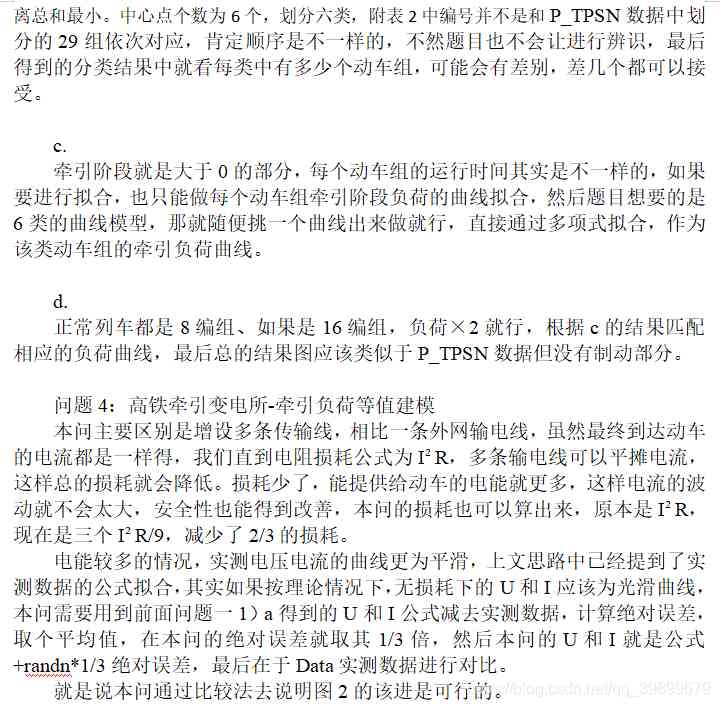 离总和最小。中心点个数为 6 个，划分六类，附表 2 中编号并不是和 P_TPSN 数据中划
分的 29 组依次对应，肯定顺序是不一样的，不然题目也不会让进行辨识，最后
得到的分类结果中就看每类中有多少个动车组，可能会有差别，差几个都可以接
受。
c.
牵引阶段就是大于 0 的部分，每个动车组的运行时间其实是不一样的，如果
要进行拟合，也只能做每个动车组牵引阶段负荷的曲线拟合，然后题目想要的是
6 类的曲线模型，那就随便挑一个曲线出来做就行，直接通过多项式拟合，作为
该类动车组的牵引负荷曲线。
d.
正常列车都是 8 编组、如果是 16 编组，负荷×2 就行，根据 c 的结果匹配
相应的负荷曲线，最后总的结果图应该类似于 P_TPSN 数据但没有制动部分。
问题 4：高铁牵引变电所-牵引负荷等值建模
本问主要区别是增设多条传输线，相比一条外网输电线，虽然最终到达动车
的电流都是一样得，我们直到电阻损耗公式为 I² R，多条输电线可以平摊电流，
这样总的损耗就会降低。损耗少了，能提供给动车的电能就更多，这样电流的波
动就不会太大，安全性也能得到改善，本问的损耗也可以算出来，原本是 I² R，
现在是三个 I² R/9，减少了 2/3 的损耗。
电能较多的情况，实测电压电流的曲线更为平滑，上文思路中已经提到了实
测数据的公式拟合，其实如果按理论情况下，无损耗下的 U 和 I 应该为光滑曲线，
本问需要用到前面问题一 1）a 得到的 U 和 I 公式减去实测数据，计算绝对误差，
取个平均值，在本问的绝对误差就取其 1/3 倍，然后本问的 U 和 I 就是公式
+randn*1/3 绝对误差，最后在于 Data 实测数据进行对比。
就是说本问通过比较法去说明图 2 的该进是可行的。
https://blog.csdn.net/qq_39899679